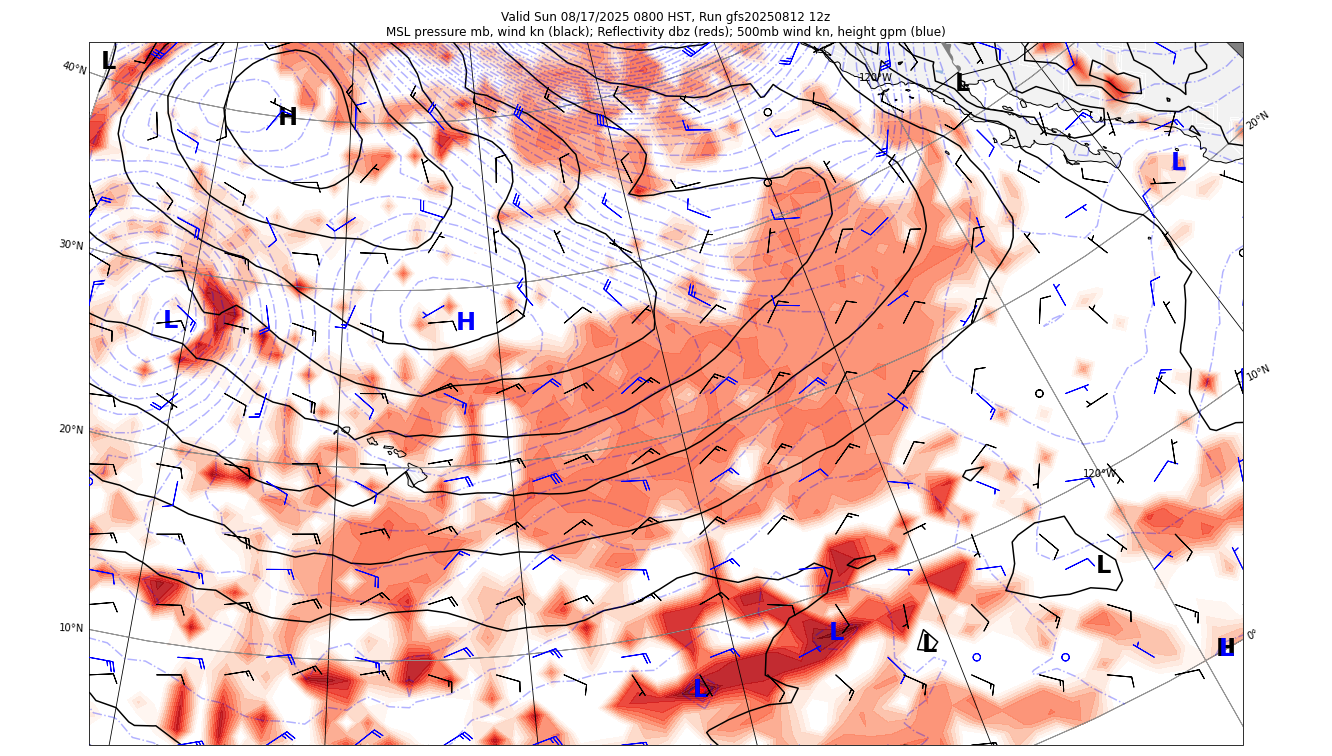 Valid Sun 08/17/2025 0800 HST, Run gfs20250812 12z
MSL pressure mb, wind kn (black); Reflectivity dbz (reds); 500mb wind kn, height gpm (blue)
L
40°N
120°W
L
H
20°N
L
30°N
L
H
10°N
20°N
120°W
L
10°N
L
L
H
0°
L